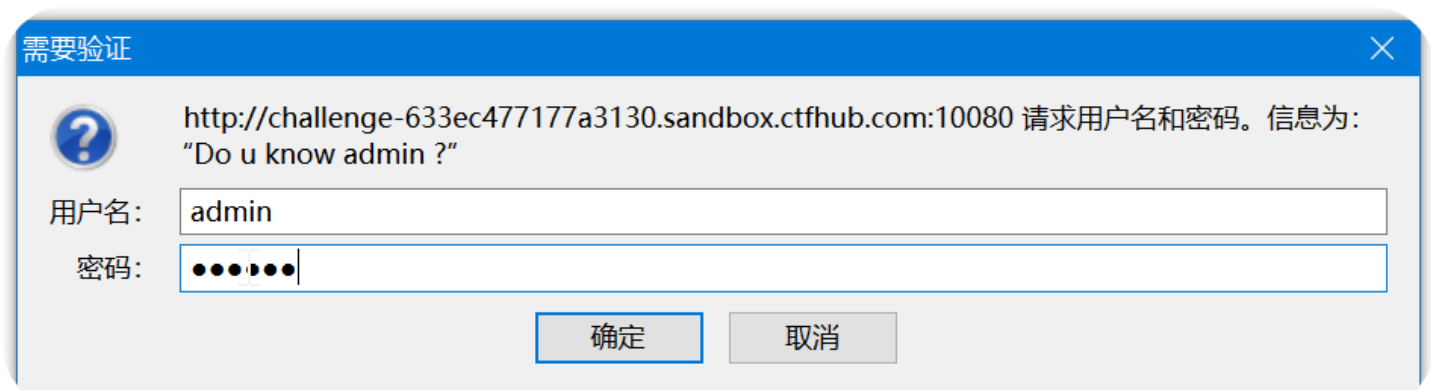 需要验证
http://challenge-633ec477177a3130.sandbox.ctfhub.com:10080 请求用户名和密码。信息为：
“Do u know admin ?”
用户名： admin
密码： ●●●●●●
确定 取消